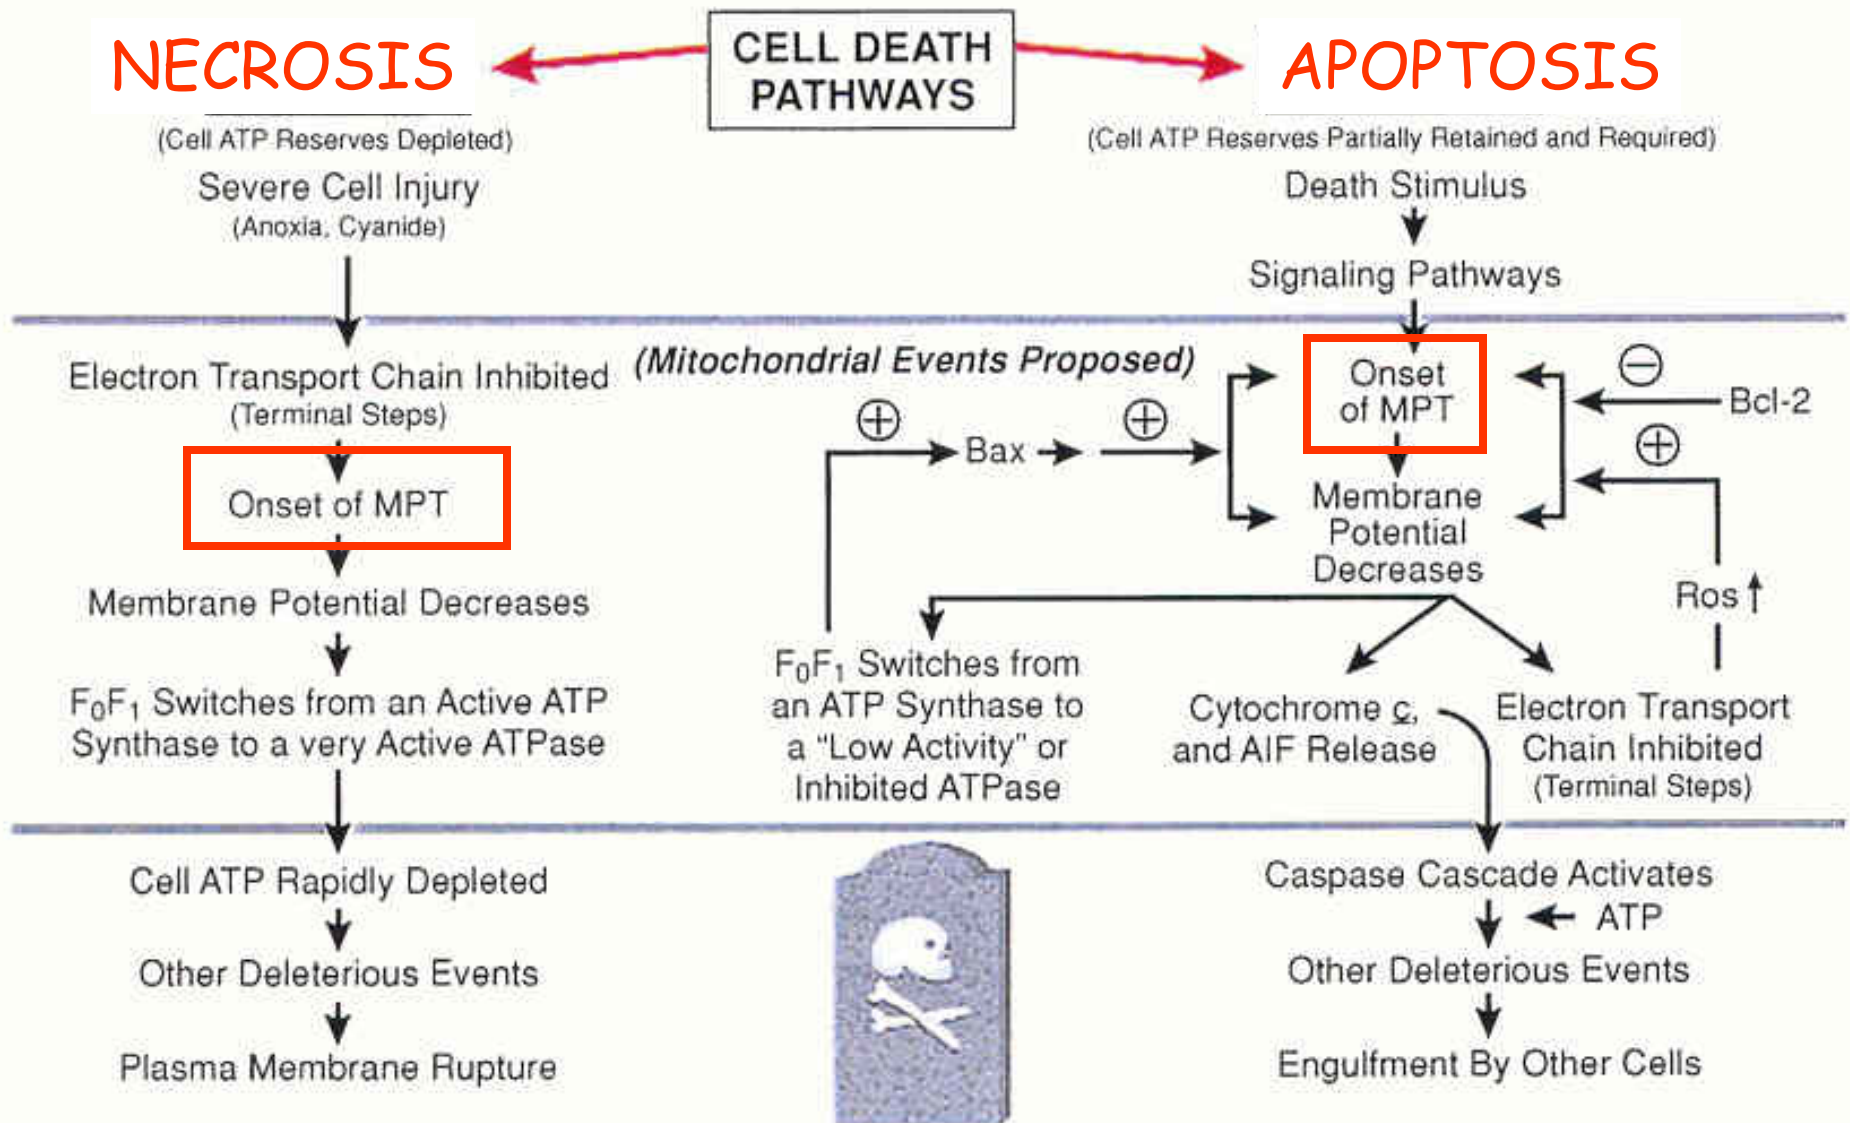 CELL DEATH
PATHWAYS
NECROSIS
(Cell ATP Reserves Depleted)
Severe Cell Injury
(Anoxia, Cyanide)
Electron Transport Chain Inhibited
(Terminal Steps)
Onset of MPT
Membrane Potential Decreases
F₀F₁ Switches from an Active ATP
Synthase to a very Active ATPase
Cell ATP Rapidly Depleted
Other Deleterious Events
Plasma Membrane Rupture
APOPTOSIS
(Cell ATP Reserves Partially Retained and Required)
Death Stimulus
Signaling Pathways
(Mitochondrial Events Proposed)
Onset
of MPT
⊖
Bcl-2
⊕
Bax
⊕
⊕
Membrane
Potential
Decreases
Ros↑
F₀F₁ Switches from
an ATP Synthase to
a “Low Activity” or
Inhibited ATPase
Cytochrome c,
and AIF Release
Electron Transport
Chain Inhibited
(Terminal Steps)
Caspase Cascade Activates
ATP
Other Deleterious Events
Engulfment By Other Cells